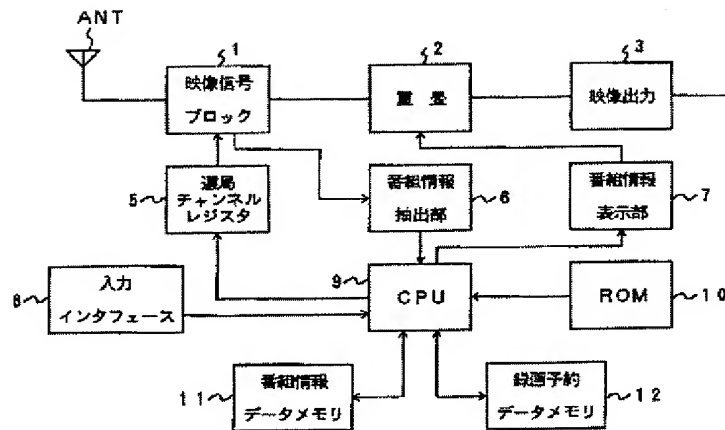 ANT
1
映像信号
ブロック
2
重畳
3
映像出力
5
選局
チャンネル
レジスタ
番組情報
抽出部
6
番組情報
表示部
7
8
入力
インタフェース
9
CPU
ROM
10
11
番組情報
データメモリ
録画予約
データメモリ
12